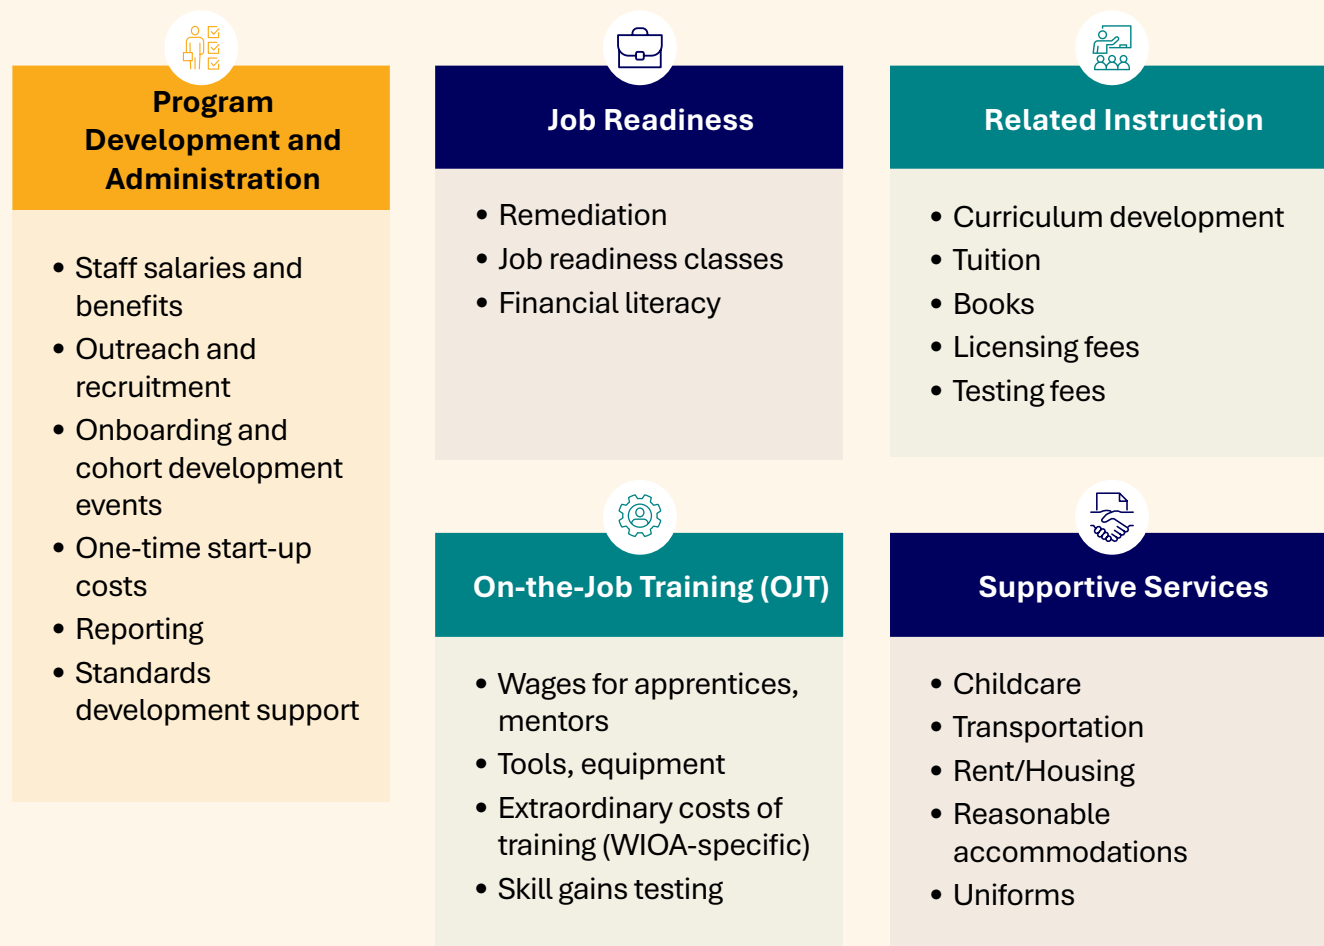 Program
Development and
Administration
• Staff salaries and
benefits
• Outreach and
recruitment
• Onboarding and
cohort development
events
• One-time start-up
costs
• Reporting
• Standards
development support
Job Readiness
• Remediation
• Job readiness classes
• Financial literacy
Related Instruction
• Curriculum development
• Tuition
• Books
• Licensing fees
• Testing fees
On-the-Job Training (OJT)
• Wages for apprentices,
mentors
• Tools, equipment
• Extraordinary costs of
training (WIOA-specific)
• Skill gains testing
Supportive Services
• Childcare
• Transportation
• Rent/Housing
• Reasonable
accommodations
• Uniforms